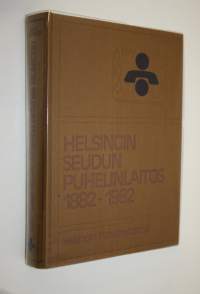 HELSINGIN
SEUDUN
PUHELINLAITOS
1882-1982